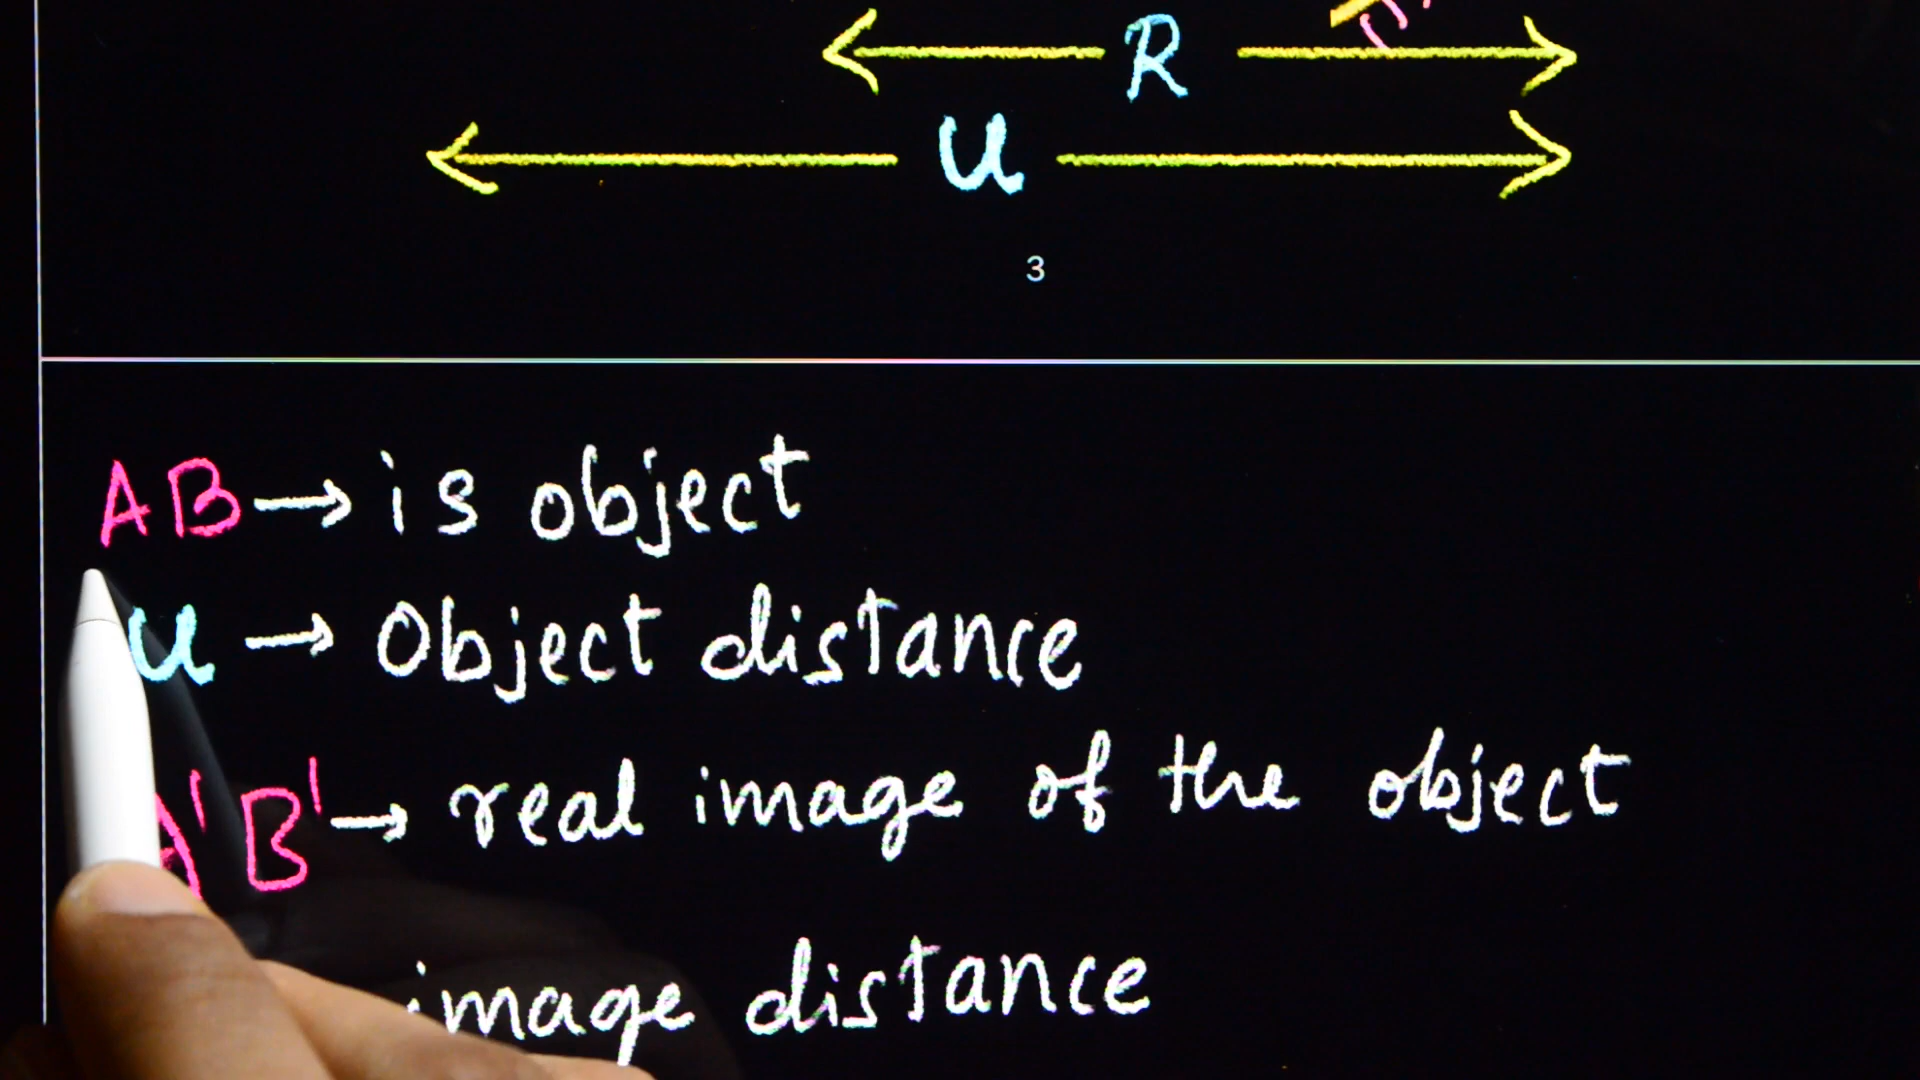 R
u
3
AB → is object
u → Object distance
A'B' → real image of the object
image distance